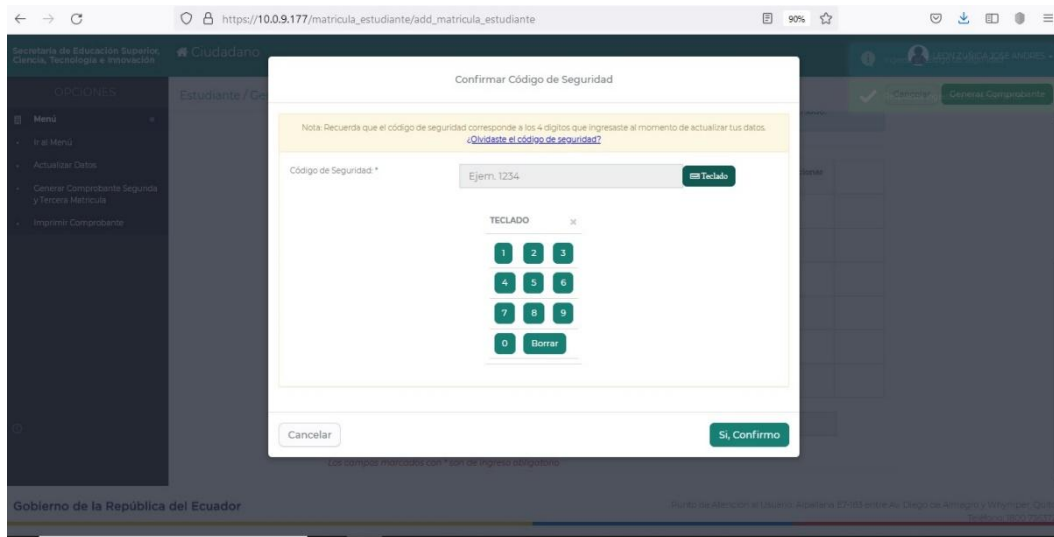 https://10.0.9.177/matricula_estudiante/add_matricula_estudiante
90%
Secretaría de Educación Superior,
Ciencia, Tecnología e Innovación
Ciudadano
JOSE ANDRES
OPCIONES
Estudiante / Ge
Cancelar
Generar Comprobante
Menú
Ir al Menú
Actualizar Datos
Generar Comprobante Segunda
y Tercera Matrícula
Imprimir Comprobante
Confirmar Código de Seguridad
Nota: Recuerda que el código de seguridad corresponde a los 4 digitos que ingresaste al momento de actualizar tus datos.
¿Olvidaste el código de seguridad?
Código de Seguridad: *
Ejem. 1234
Teclado
TECLADO
×
1 2 3
4 5 6
7 8 9
0 Borrar
Cancelar
Si, Confirmo
Los campos marcados con * son de ingreso obligatorio
Gobierno de la República del Ecuador